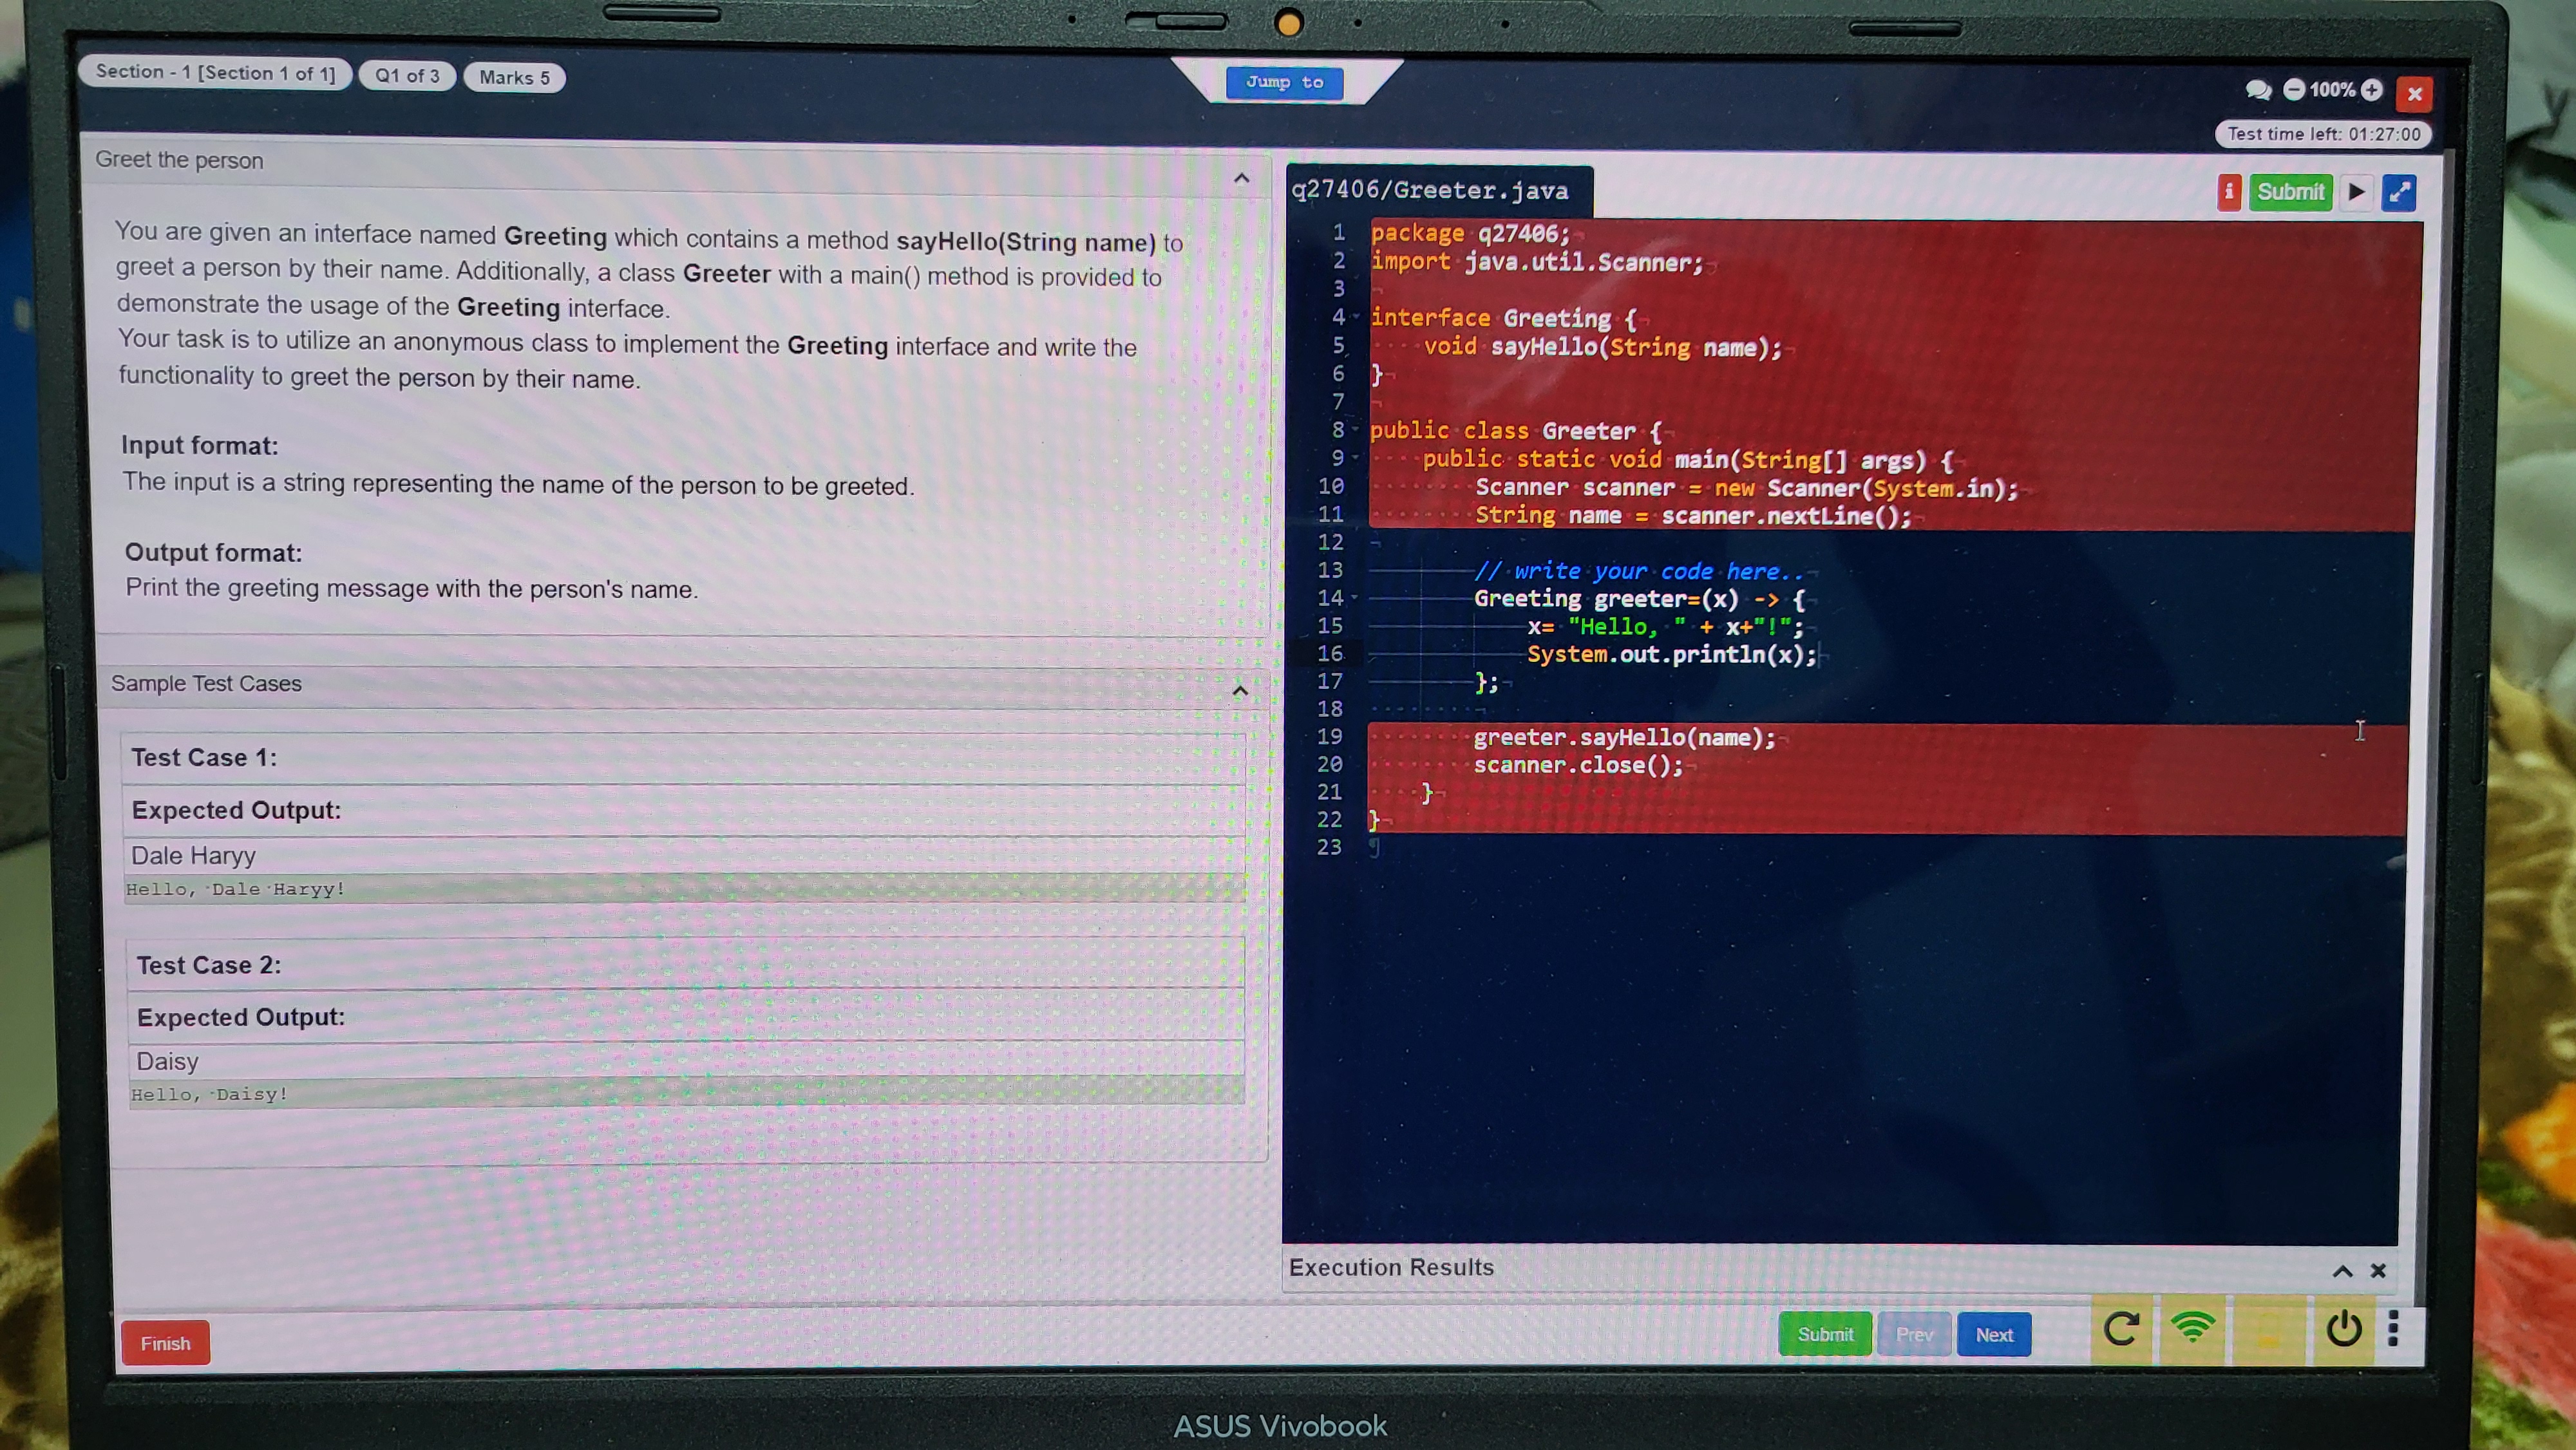 Section - 1 [Section 1 of 1] Q1 of 3 Marks 5
Jump to
100%
Test time left: 01:27:00
Greet the person
You are given an interface named Greeting which contains a method sayHello(String name) to
greet a person by their name. Additionally, a class Greeter with a main() method is provided to
demonstrate the usage of the Greeting interface.
Your task is to utilize an anonymous class to implement the Greeting interface and write the
functionality to greet the person by their name.
Input format:
The input is a string representing the name of the person to be greeted.
Output format:
Print the greeting message with the person's name.
Sample Test Cases
Test Case 1:
Expected Output:
Dale Haryy
Hello, ·Dale·Haryy!
Test Case 2:
Expected Output:
Daisy
Hello, ·Daisy!
Finish
q27406/Greeter.java
i Submit
1 package q27406;
2 import java.util.Scanner;
3
4 interface Greeting {
5 void sayHello(String name);
6 }
7
8 public class Greeter {
9 public static void main(String[] args) {
10 Scanner scanner = new Scanner(System.in);
11 String name = scanner.nextLine();
12
13 // write your code here..
14 Greeting greeter=(x) -> {
15 x= "Hello, " + x+"!";
16 System.out.println(x);
17 };
18
19 greeter.sayHello(name);
20 scanner.close();
21 }
22 }
23
Execution Results
Submit Prev Next
ASUS Vivobook